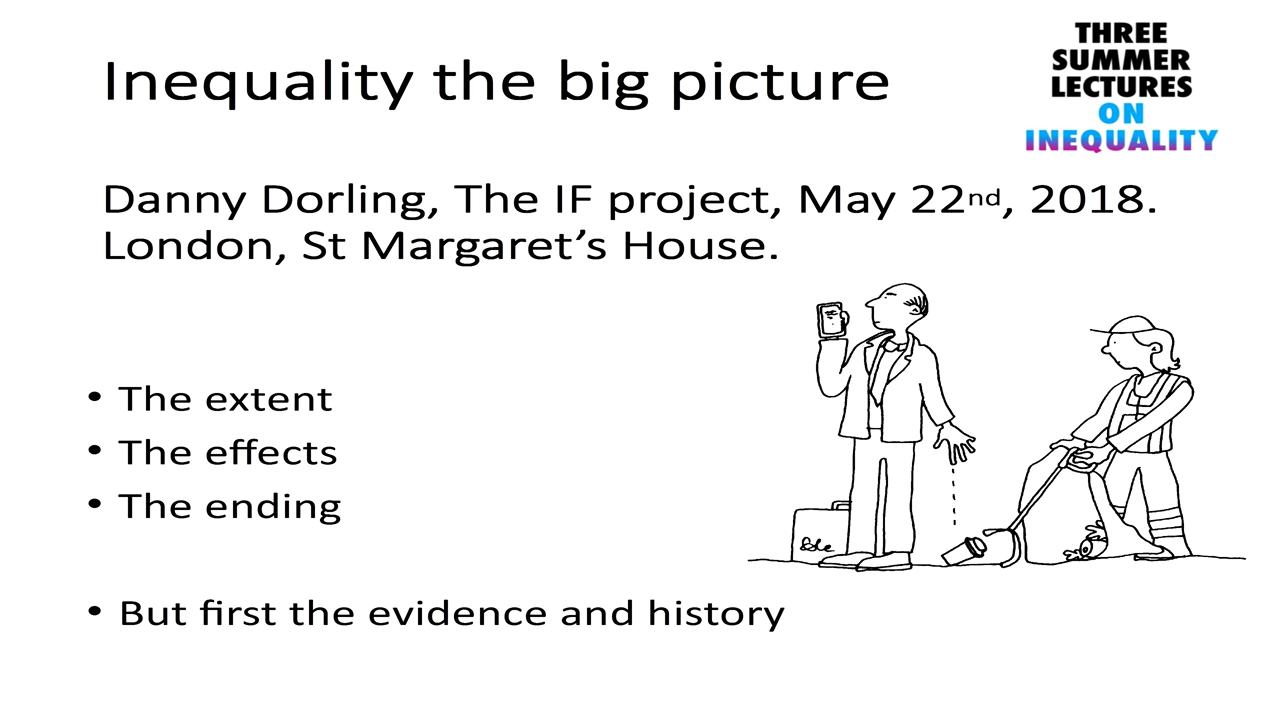 Inequality the big picture
THREE
SUMMER
LECTURES
ON
INEQUALITY
Danny Dorling, The IF project, May 22nd, 2018.
London, St Margaret’s House.
• The extent
• The effects
• The ending
• But first the evidence and history